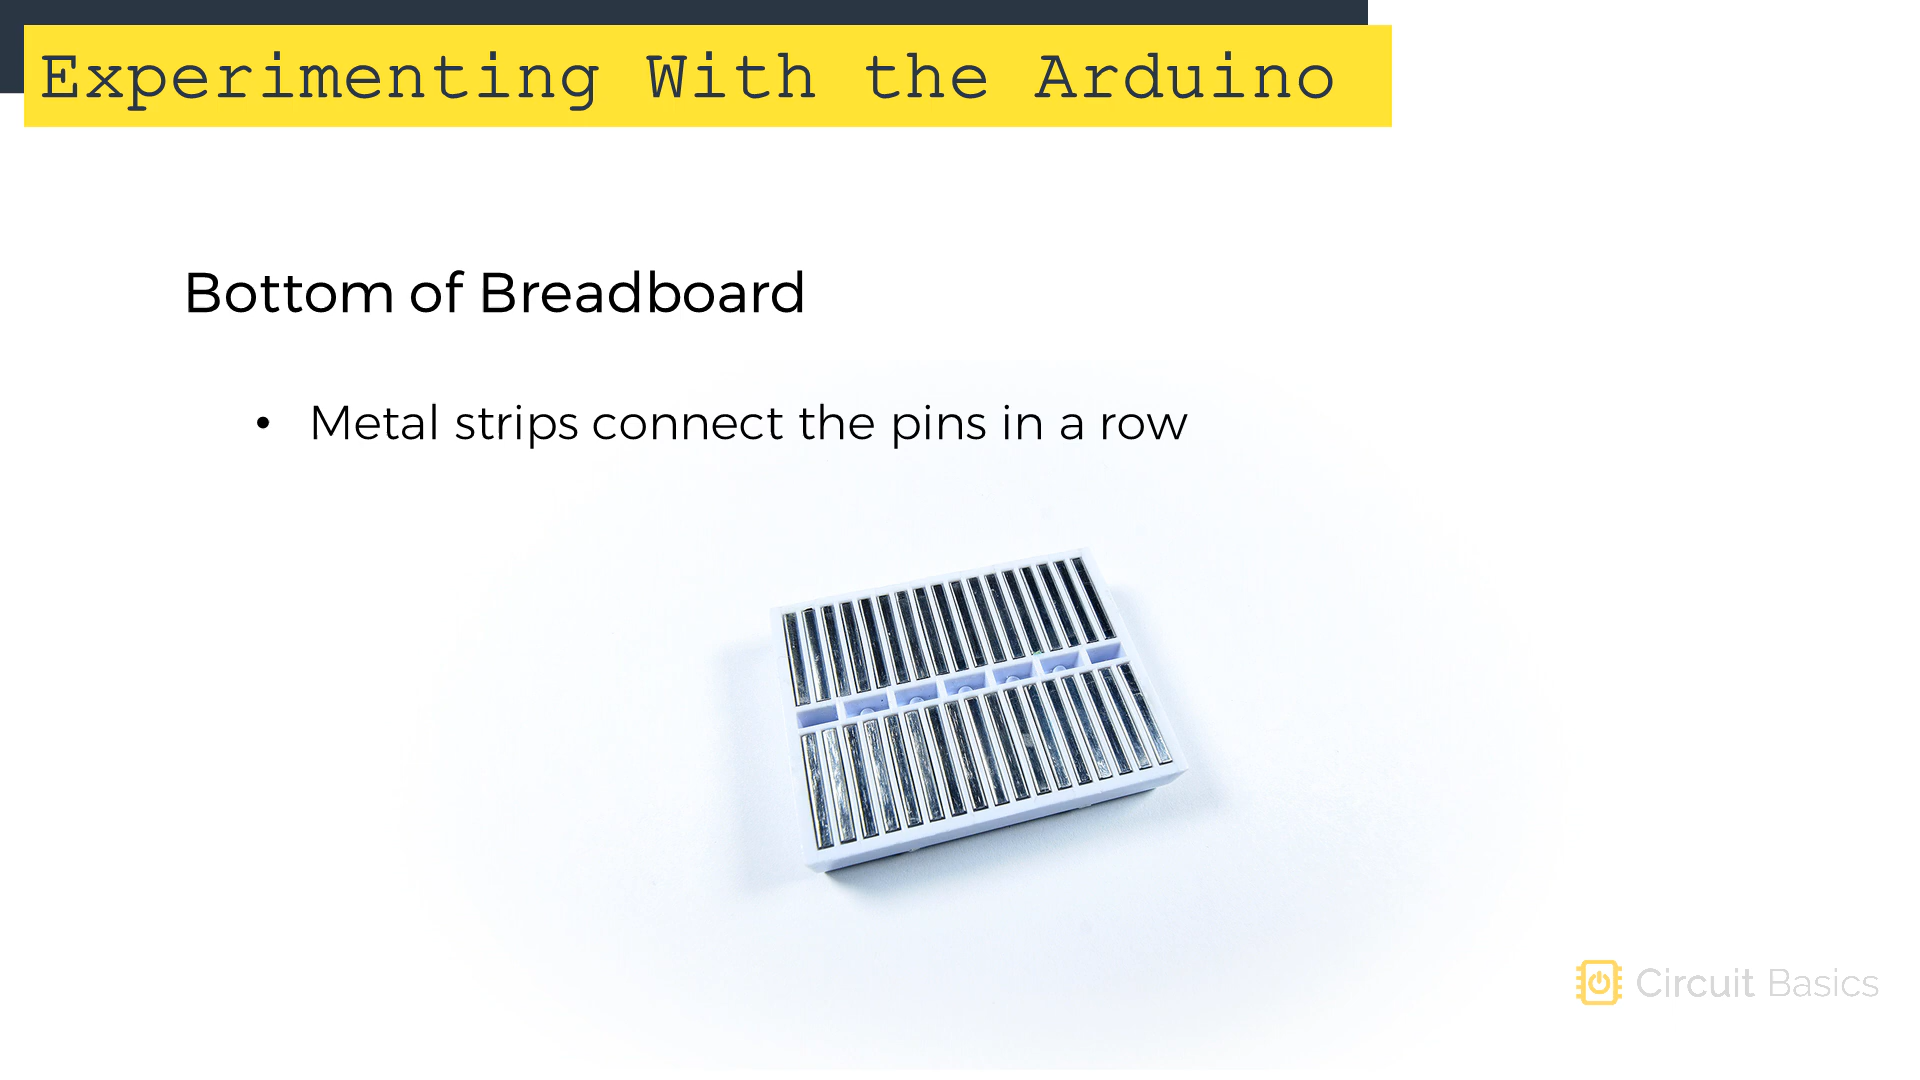 Experimenting With the Arduino
Bottom of Breadboard
• Metal strips connect the pins in a row
Circuit Basics